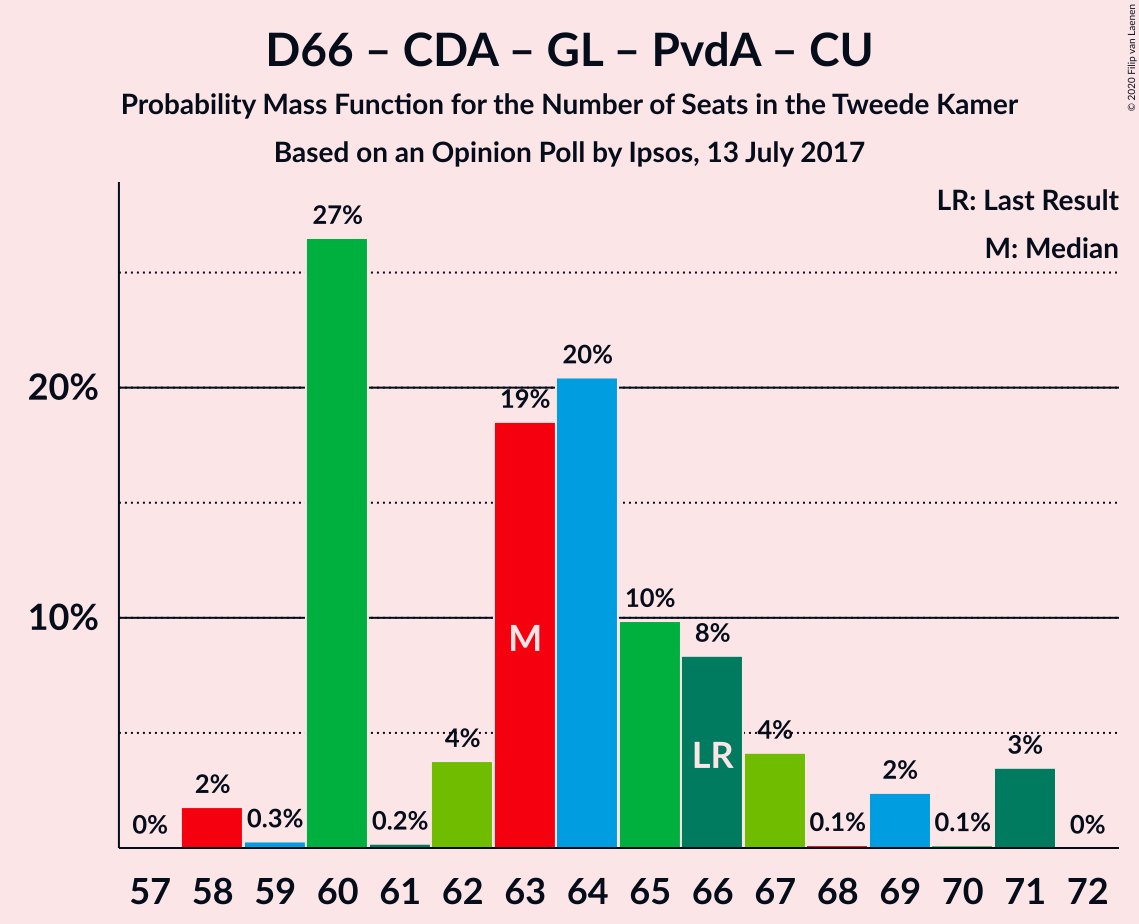 D66 – CDA – GL – PvdA – CU
Probability Mass Function for the Number of Seats in the Tweede Kamer
Based on an Opinion Poll by Ipsos, 13 July 2017
© 2020 Filip van Laenen
LR: Last Result
M: Median
20%
10%
0%
2%
0.3%
27%
0.2%
4%
19%
20%
10%
8%
4%
0.1%
2%
0.1%
3%
0%
M
LR
57 58 59 60 61 62 63 64 65 66 67 68 69 70 71 72